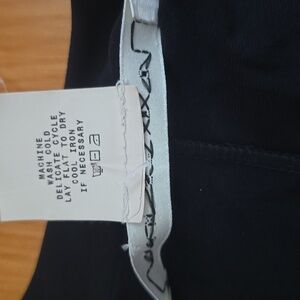 MACHINE
WASH COLD
DELICATE CYCLE
LAY FLAT TO DRY
COOL IRON
IF NECESSARY